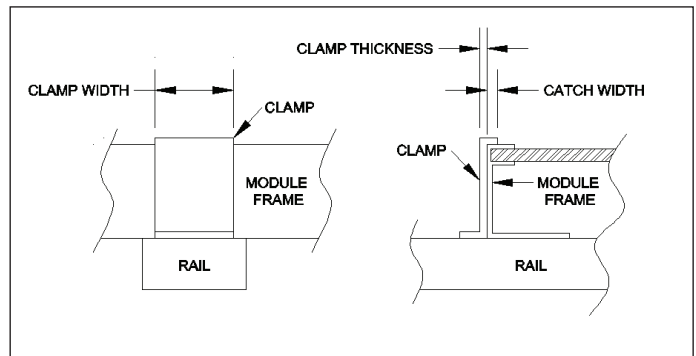 CLAMP WIDTH
CLAMP
MODULE
FRAME
RAIL
CLAMP THICKNESS
CATCH WIDTH
CLAMP
MODULE
FRAME
RAIL